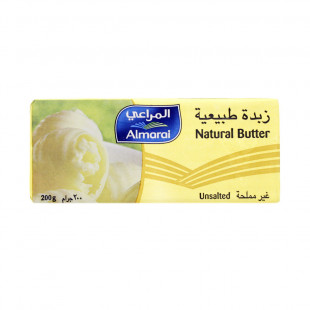 المراعي
Almarai
زبدة طبيعية
Natural Butter
200g ٢٠٠ جرام
Unsalted غير مملحة